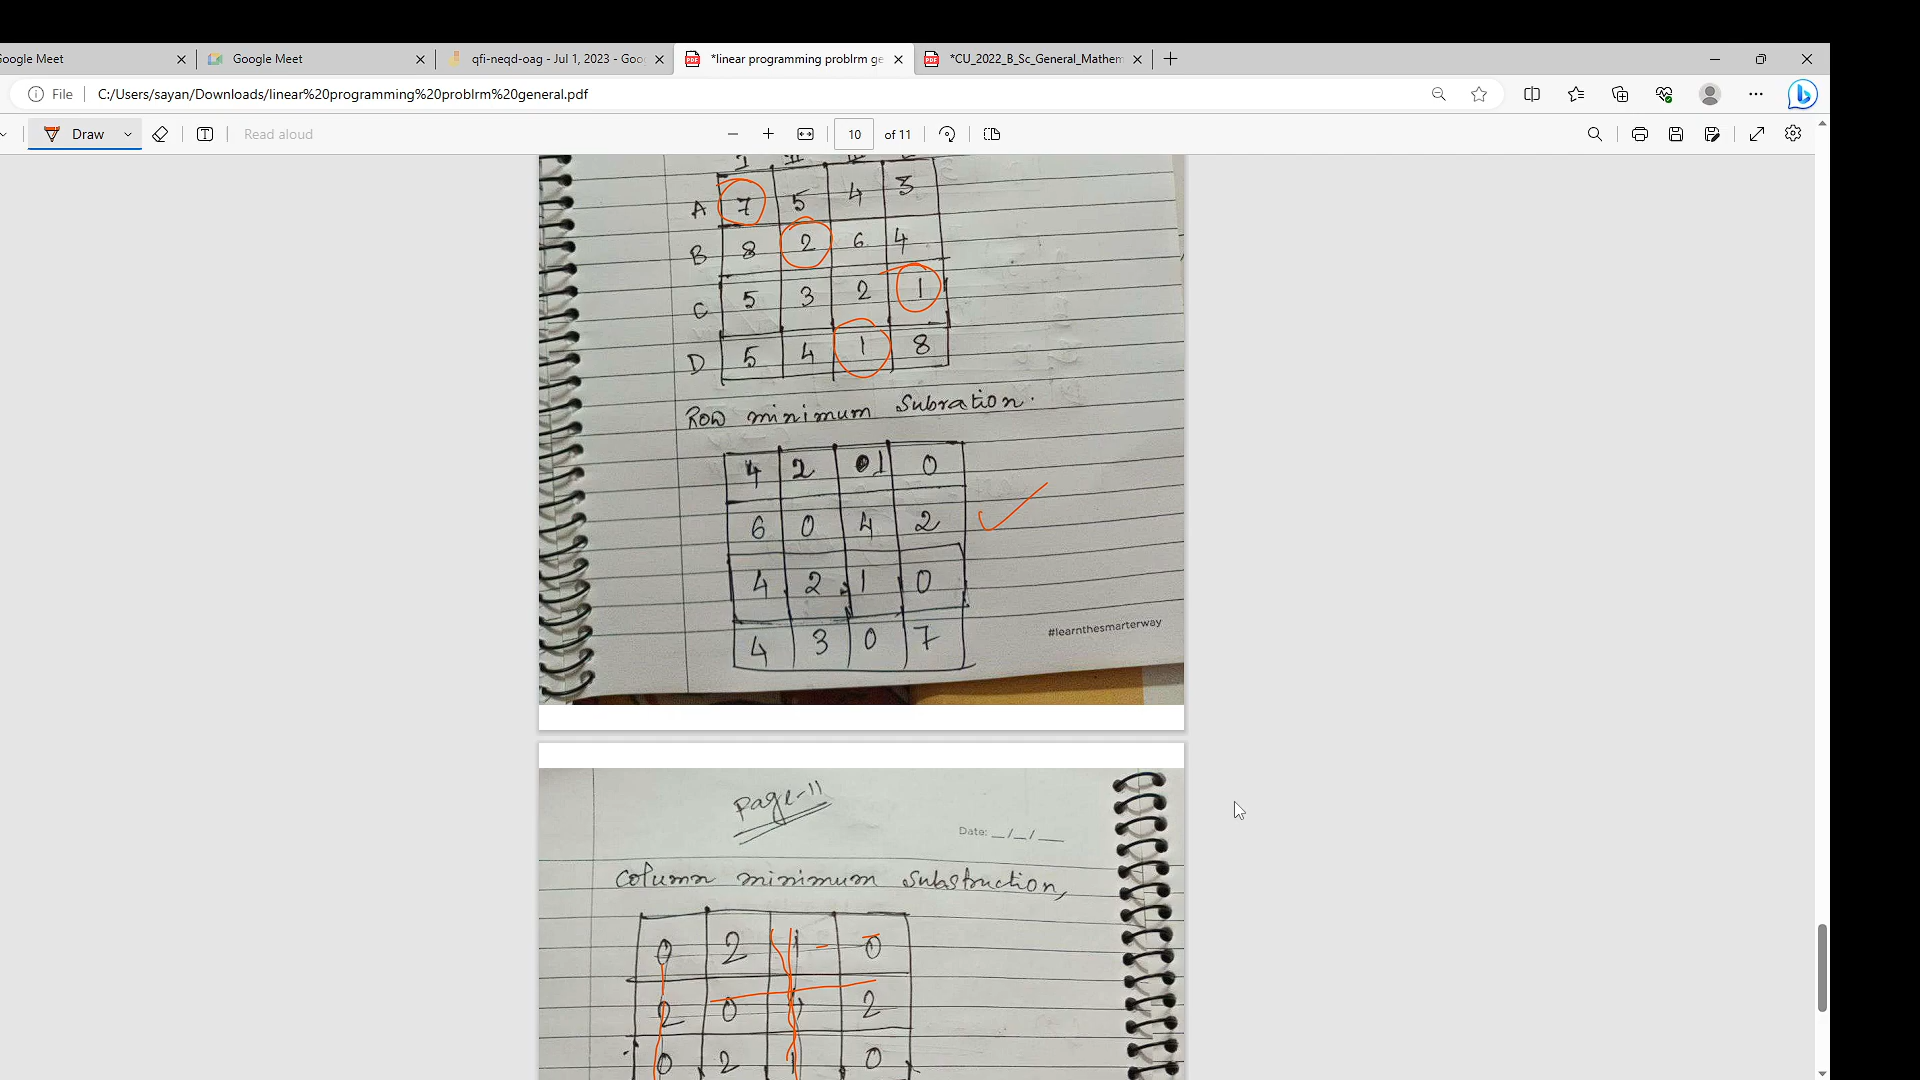 Google Meet
Google Meet
qfi-neqd-oag - Jul 1, 2023 - Goo
*linear programming problrm ge
*CU_2022_B_Sc_General_Mathem
File
C:/Users/sayan/Downloads/linear%20programming%20problrm%20general.pdf
Draw
Read aloud
10 of 11
A 7 5 4 3
B 8 2 6 4
C 5 3 2 1
D 5 4 1 8
Row minimum Subration.
4 2 1 0
6 0 4 2
4 2 1 0
4 3 0 7
#learnthesmarterway
Page-11
Date: __/__/___
Column minimum Substruction,
0 2 1 0
2 0 2
0 2 1 0